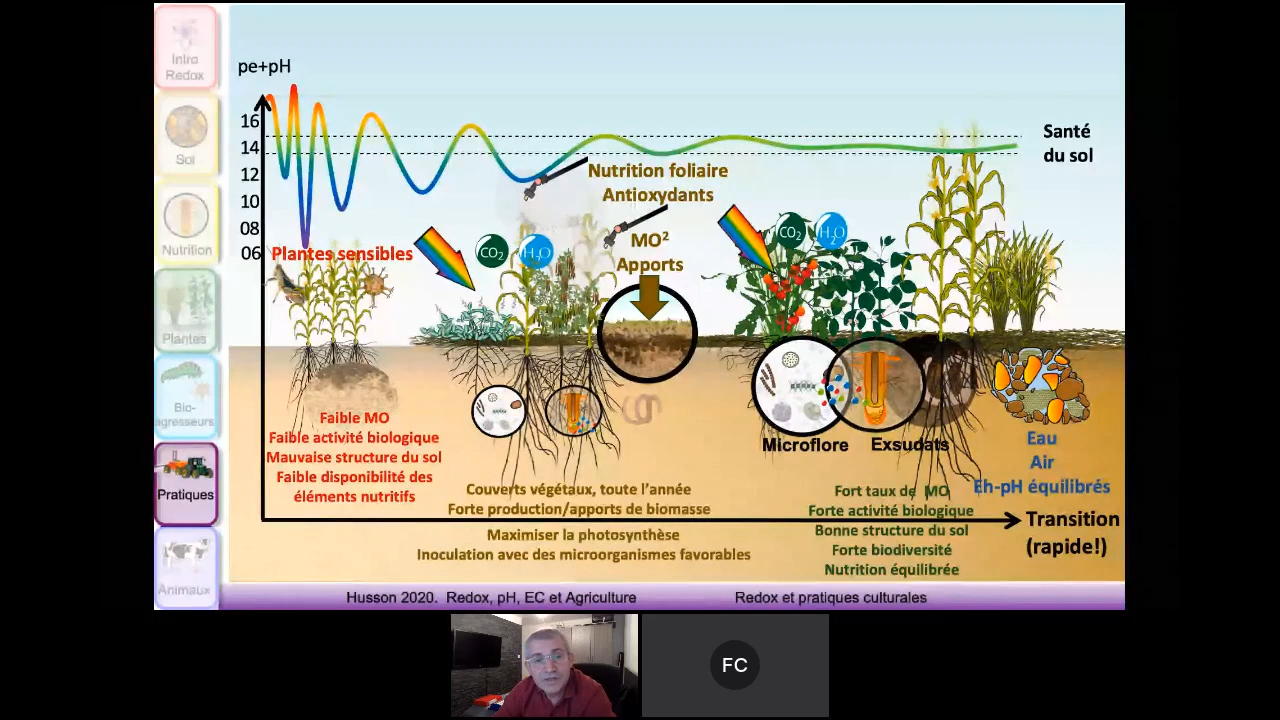 Intro
Redox
Sol
Nutrition
Plantes
Bio-
agresseurs
Pratiques
Animaux
pe+pH
16
14
12
10
08
06
Santé
du sol
Nutrition foliaire
Antioxydants
MO²
Apports
Plantes sensibles
CO2
H2O
CO2
H2O
Faible MO
Faible activité biologique
Mauvaise structure du sol
Faible disponibilité des
éléments nutritifs
Couverts végétaux, toute l'année
Forte production/apports de biomasse
Maximiser la photosynthèse
Inoculation avec des microorganismes favorables
Microflore
Exsudats
Fort taux de MO
Forte activité biologique
Bonne structure du sol
Forte biodiversité
Nutrition équilibrée
Eau
Air
Eh-pH équilibrés
Transition
(rapide!)
Husson 2020. Redox, pH, EC et Agriculture
Redox et pratiques culturales
FC